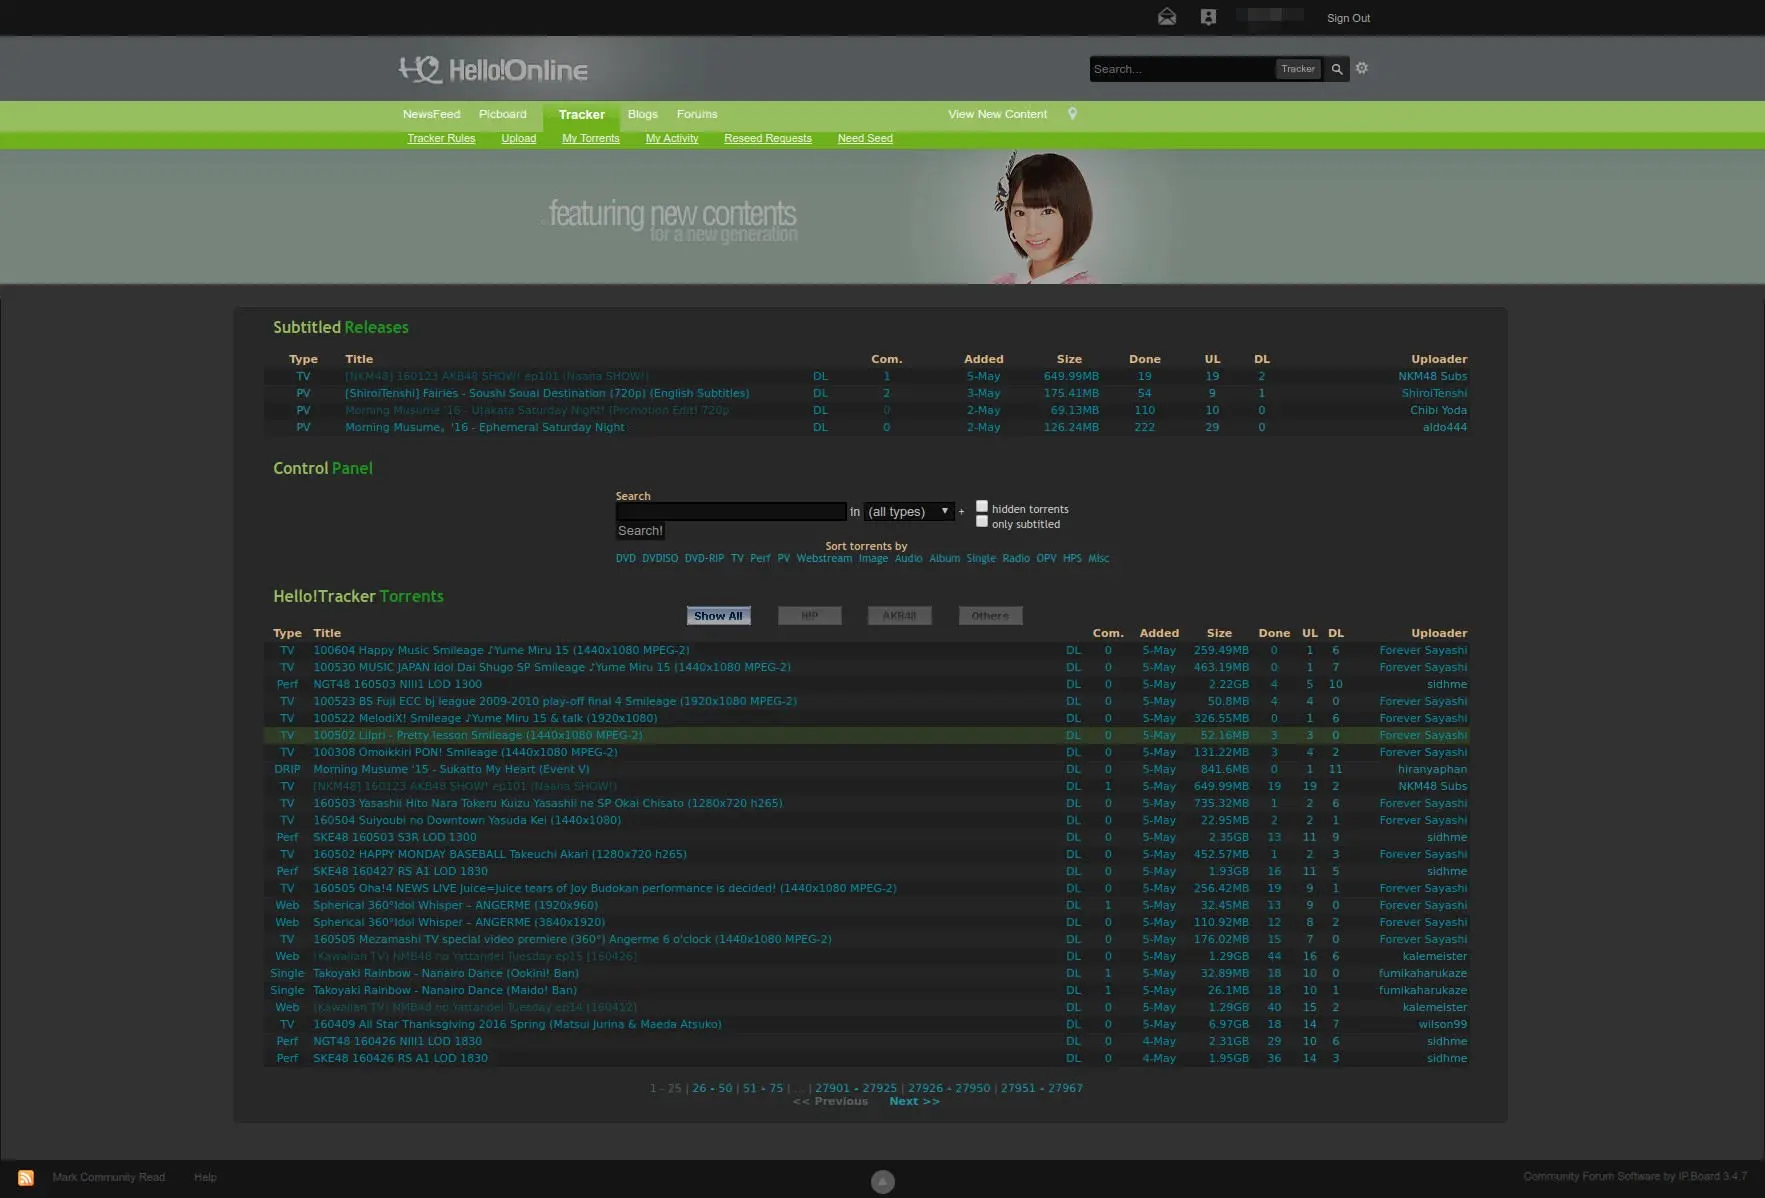 Sign Out
Hello!Online
Search... Tracker
NewsFeed Picboard Tracker Blogs Forums View New Content
Tracker Rules Upload My Torrents My Activity Reseed Requests Need Seed
featuring new contents
for a new generation
Subtitled Releases
Type Title Com. Added Size Done UL DL Uploader
TV [NKM48] 160123 AKB48 SHOW! ep101 (Naana SHOW!) DL 1 5-May 649.99MB 19 19 2 NKM48 Subs
PV [ShiroiTenshi] Fairies - Soushi Souai Destination (720p) (English Subtitles) DL 2 3-May 175.41MB 54 9 1 ShiroiTenshi
PV Morning Musume '16 - Utakata Saturday Night! [Promotion Edit] 720p DL 0 2-May 69.13MB 110 10 0 Chibi Yoda
PV Morning Musume。'16 - Ephemeral Saturday Night DL 0 2-May 126.24MB 222 29 0 aldo444
Control Panel
Search
in (all types) + hidden torrents
only subtitled
Search!
Sort torrents by
DVD DVDISO DVD-RIP TV Perf PV Webstream Image Audio Album Single Radio OPV HPS Misc
Hello!Tracker Torrents
Show All H!P AKB48 Others
Type Title Com. Added Size Done UL DL Uploader
TV 100604 Happy Music Smileage ♪Yume Miru 15 (1440x1080 MPEG-2) DL 0 5-May 259.49MB 0 1 6 Forever Sayashi
TV 100530 MUSIC JAPAN Idol Dai Shugo SP Smileage ♪Yume Miru 15 (1440x1080 MPEG-2) DL 0 5-May 463.19MB 0 1 7 Forever Sayashi
Perf NGT48 160503 NIII1 LOD 1300 DL 0 5-May 2.22GB 4 5 10 sidhme
TV 100523 BS Fuji ECC bj league 2009-2010 play-off final 4 Smileage (1920x1080 MPEG-2) DL 0 5-May 50.8MB 4 4 0 Forever Sayashi
TV 100522 MelodiX! Smileage ♪Yume Miru 15 & talk (1920x1080) DL 0 5-May 326.55MB 0 1 6 Forever Sayashi
TV 100502 Lilpri - Pretty lesson Smileage (1440x1080 MPEG-2) DL 0 5-May 52.16MB 3 3 0 Forever Sayashi
TV 100308 Omoikkiri PON! Smileage (1440x1080 MPEG-2) DL 0 5-May 131.22MB 3 4 2 Forever Sayashi
DRIP Morning Musume '15 - Sukatto My Heart (Event V) DL 0 5-May 841.6MB 0 1 11 hiranyaphan
TV [NKM48] 160123 AKB48 SHOW! ep101 (Naana SHOW!) DL 1 5-May 649.99MB 19 19 2 NKM48 Subs
TV 160503 Yasashii Hito Nara Tokeru Kuizu Yasashii ne SP Okai Chisato (1280x720 h265) DL 0 5-May 735.32MB 1 2 6 Forever Sayashi
TV 160504 Suiyoubi no Downtown Yasuda Kei (1440x1080) DL 0 5-May 22.95MB 2 2 1 Forever Sayashi
Perf SKE48 160503 S3R LOD 1300 DL 0 5-May 2.35GB 13 11 9 sidhme
TV 160502 HAPPY MONDAY BASEBALL Takeuchi Akari (1280x720 h265) DL 0 5-May 452.57MB 1 2 3 Forever Sayashi
Perf SKE48 160427 RS A1 LOD 1830 DL 0 5-May 1.93GB 16 11 5 sidhme
TV 160505 Oha!4 NEWS LIVE Juice=Juice tears of joy Budokan performance is decided! (1440x1080 MPEG-2) DL 0 5-May 256.42MB 19 9 1 Forever Sayashi
Web Spherical 360°Idol Whisper – ANGERME (1920x960) DL 1 5-May 32.45MB 13 9 0 Forever Sayashi
Web Spherical 360°Idol Whisper – ANGERME (3840x1920) DL 0 5-May 110.92MB 12 8 2 Forever Sayashi
TV 160505 Mezamashi TV special video premiere (360°) Angerme 6 o'clock (1440x1080 MPEG-2) DL 0 5-May 176.02MB 15 7 0 Forever Sayashi
Web (Kawaiian TV) NMB48 no Yattande! Tuesday ep15 [160426] DL 0 5-May 1.29GB 44 16 6 kalemeister
Single Takoyaki Rainbow - Nanairo Dance (Ookini! Ban) DL 1 5-May 32.89MB 18 10 0 fumikaharukaze
Single Takoyaki Rainbow - Nanairo Dance (Maido! Ban) DL 1 5-May 26.1MB 18 10 1 fumikaharukaze
Web (Kawaiian TV) NMB48 no Yattande! Tuesday ep14 [160412] DL 0 5-May 1.29GB 40 15 2 kalemeister
TV 160409 All Star Thanksgiving 2016 Spring (Matsui Jurina & Maeda Atsuko) DL 0 5-May 6.97GB 18 14 7 wilson99
Perf NGT48 160426 NIII1 LOD 1830 DL 0 4-May 2.31GB 29 10 6 sidhme
Perf SKE48 160426 RS A1 LOD 1830 DL 0 4-May 1.95GB 36 14 3 sidhme
1 - 25 | 26 - 50 | 51 - 75 | ... | 27901 - 27925 | 27926 - 27950 | 27951 - 27967
<< Previous Next >>
Mark Community Read Help Community Forum Software by IP.Board 3.4.7